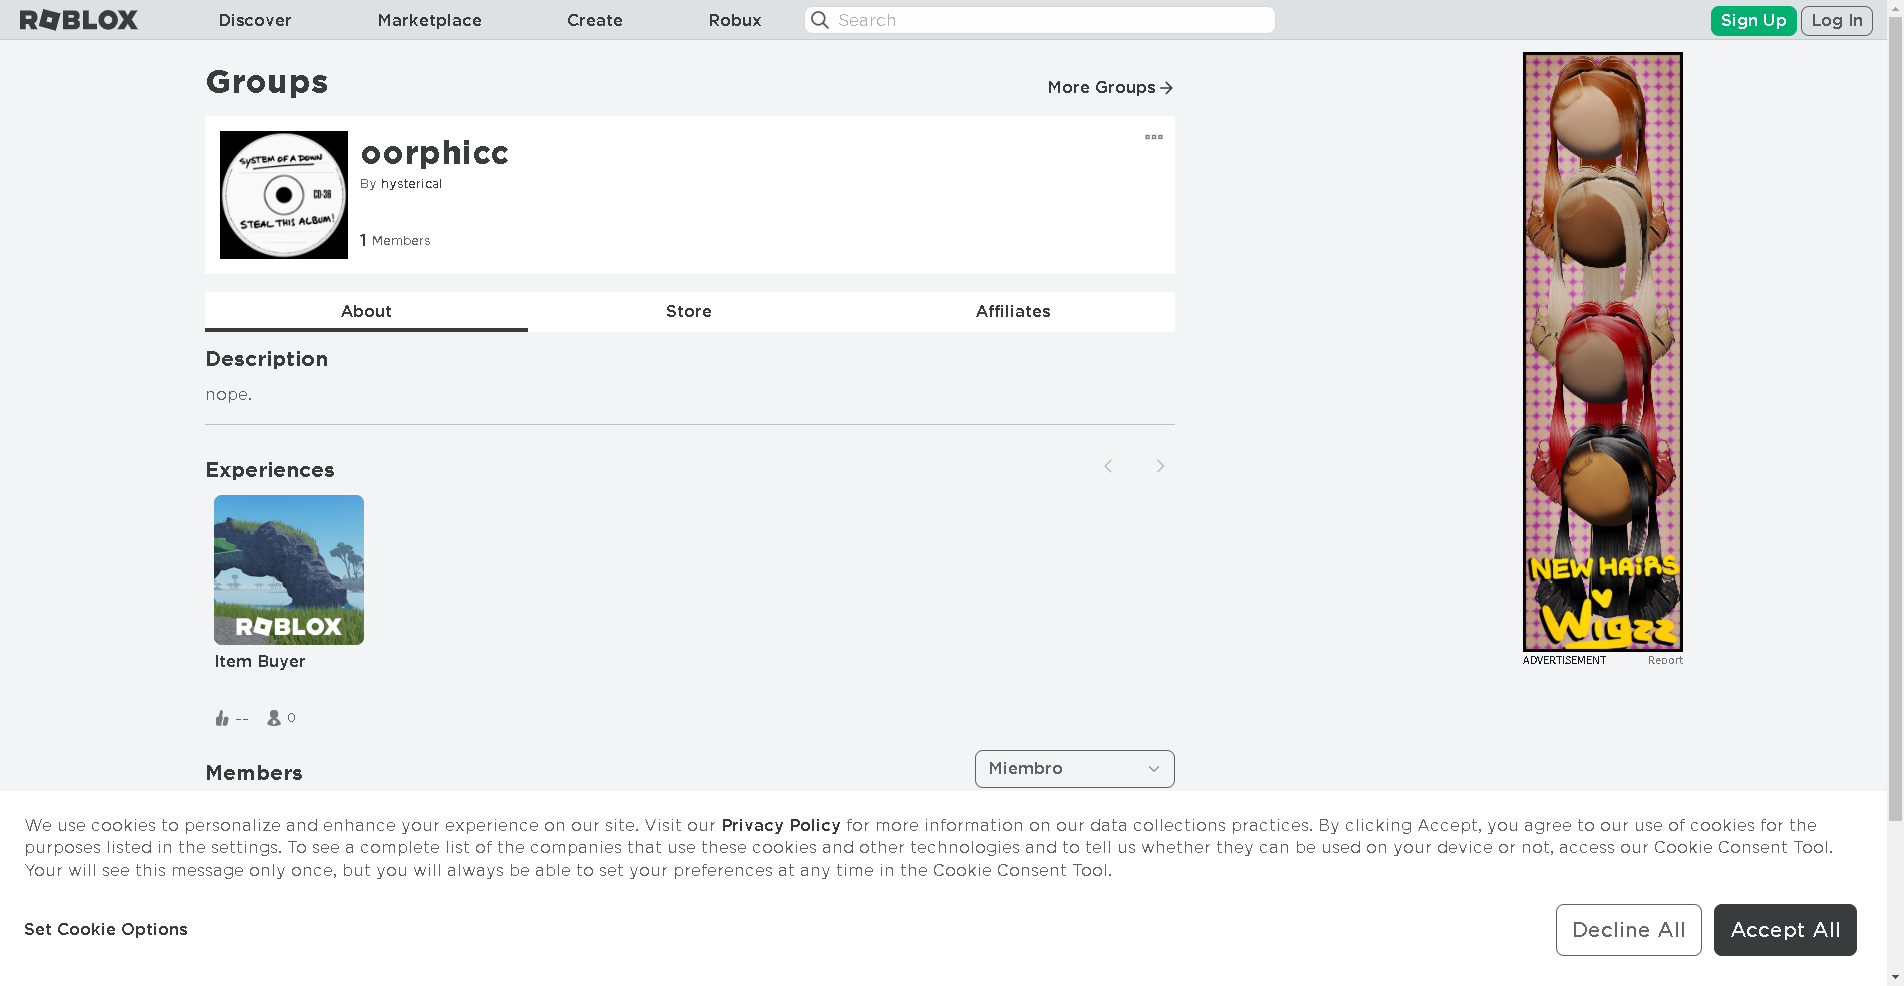 ROBLOX
Discover
Marketplace
Create
Robux
Search
Sign Up
Log In
Groups
More Groups
SYSTEM OF A DOWN
CD-36
STEAL THIS ALBUM!
oorphicc
By hysterical
1 Members
About
Store
Affiliates
Description
nope.
Experiences
ROBLOX
Item Buyer
--
0
NEW HAIRS
Wigzz
ADVERTISEMENT
Report
Members
Miembro
We use cookies to personalize and enhance your experience on our site. Visit our Privacy Policy for more information on our data collections practices. By clicking Accept, you agree to our use of cookies for the
purposes listed in the settings. To see a complete list of the companies that use these cookies and other technologies and to tell us whether they can be used on your device or not, access our Cookie Consent Tool.
Your will see this message only once, but you will always be able to set your preferences at any time in the Cookie Consent Tool.
Set Cookie Options
Decline All
Accept All